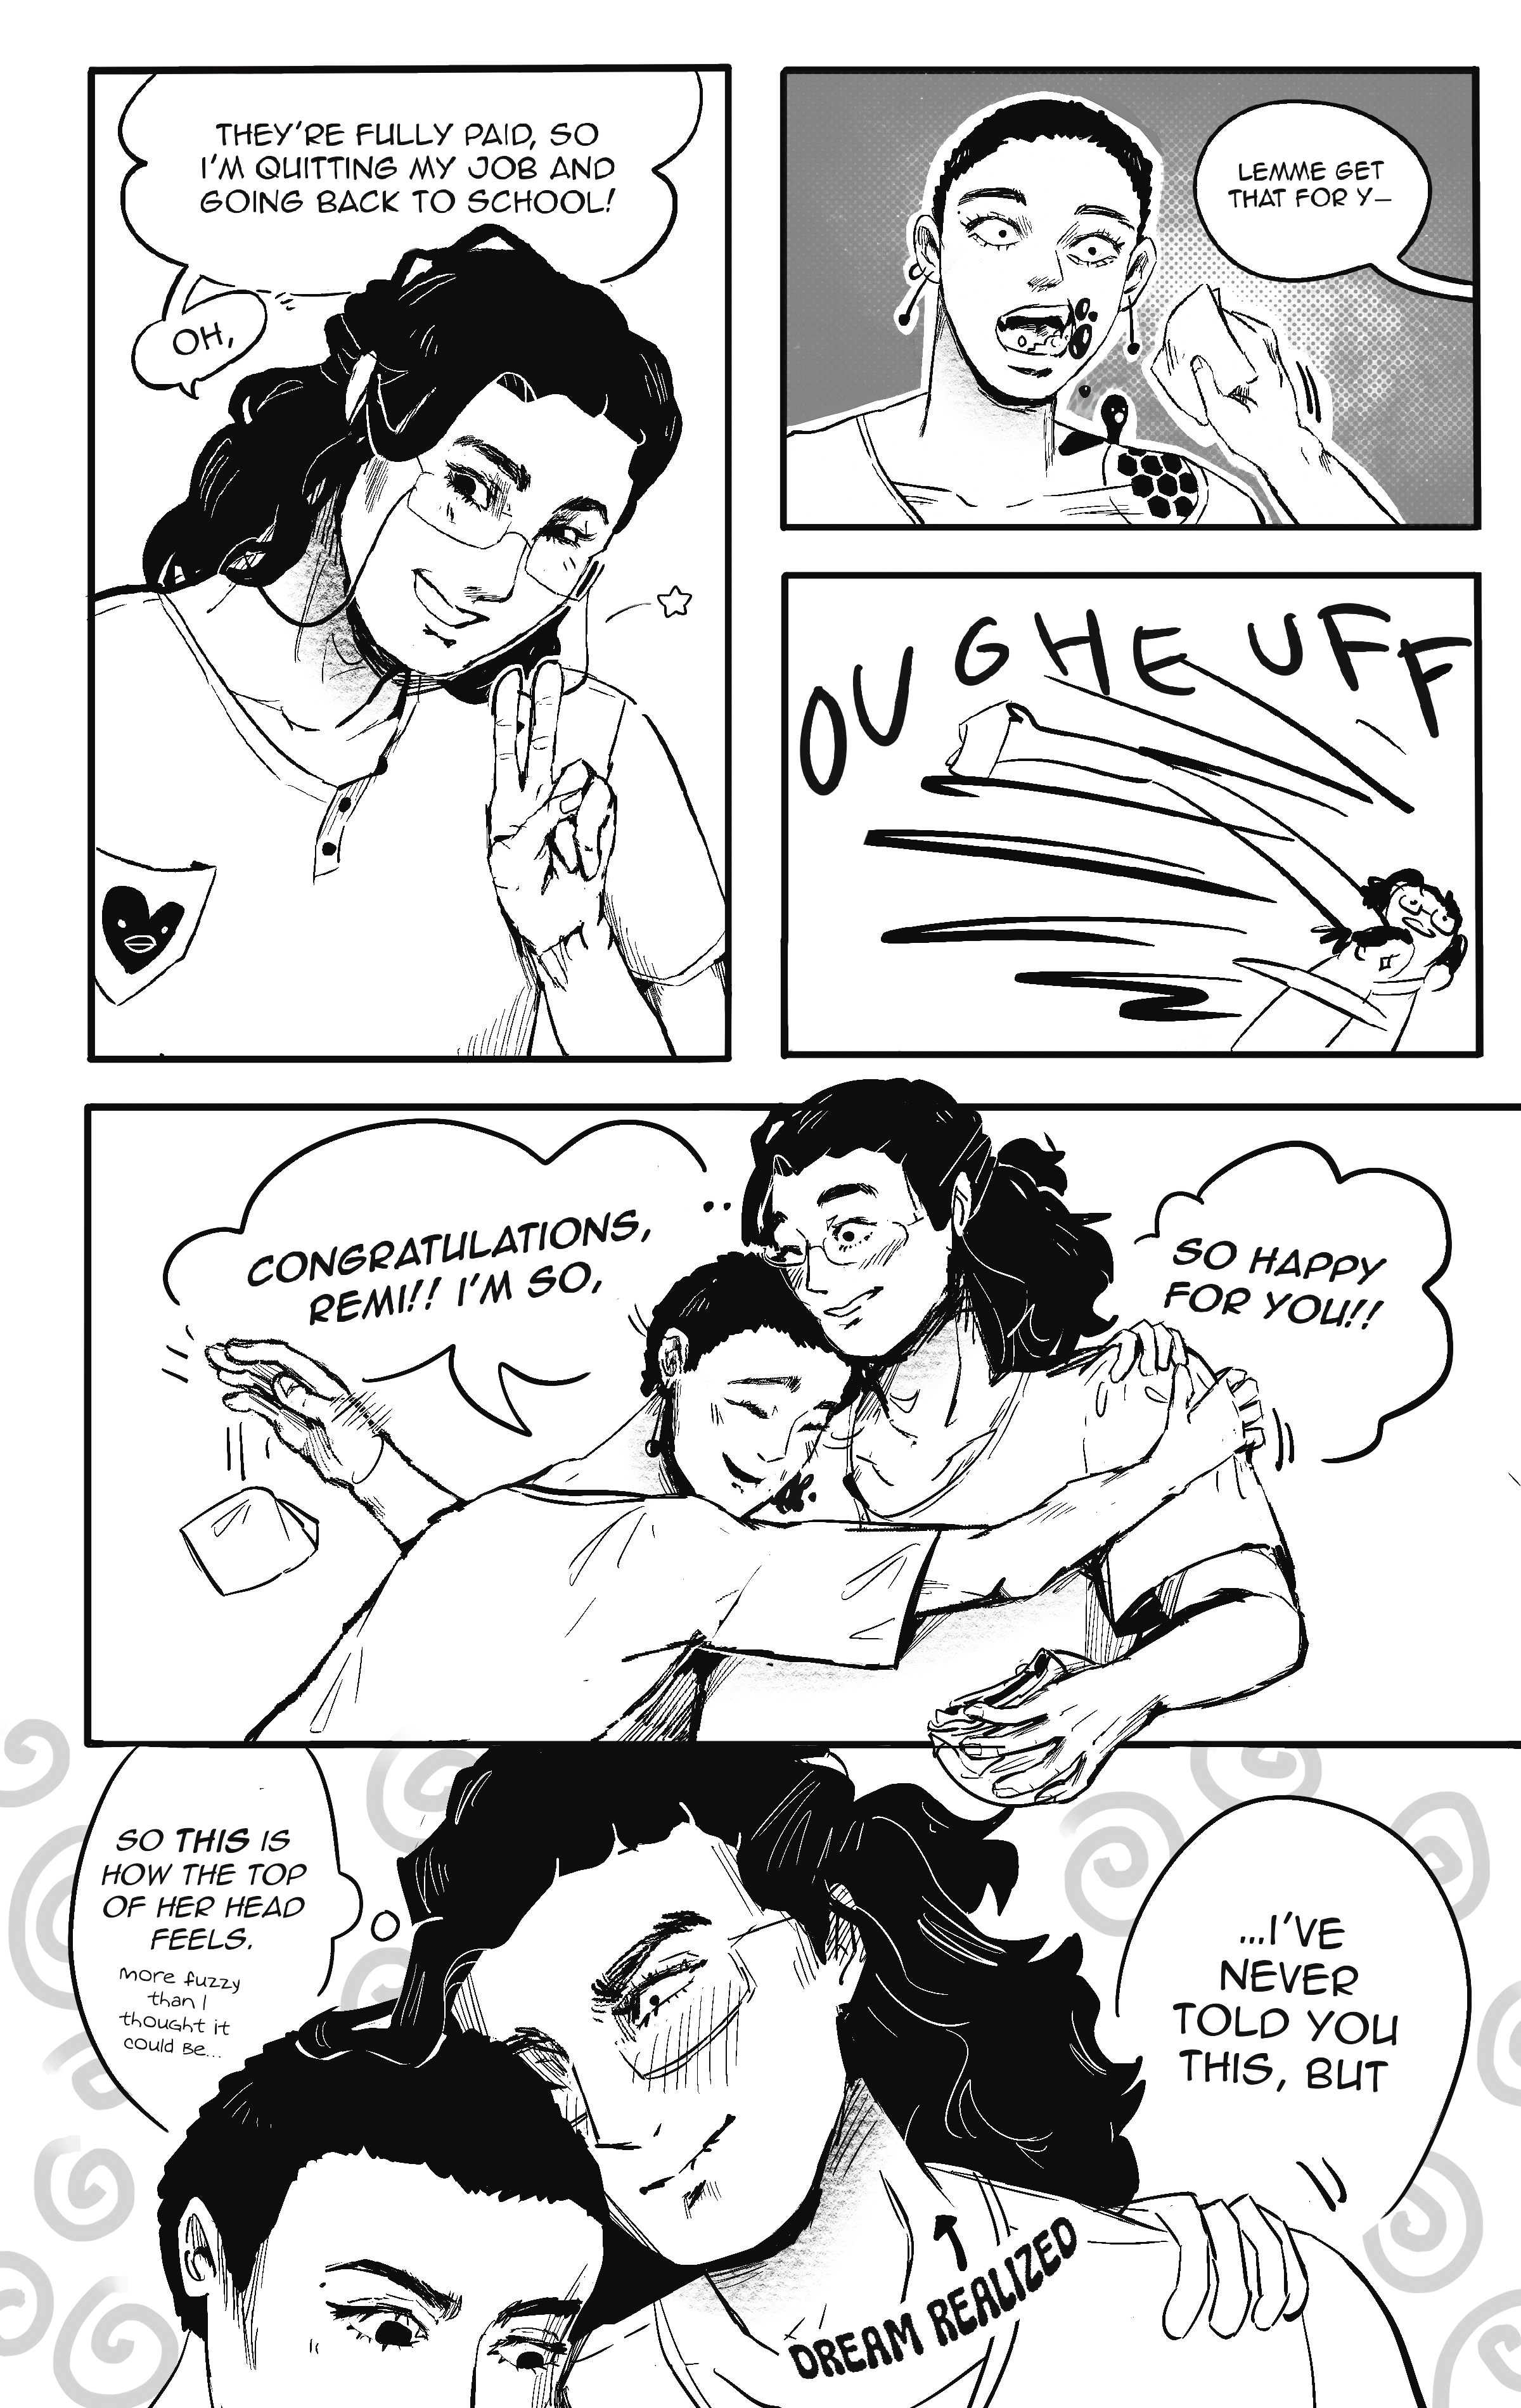 THEY'RE FULLY PAID, SO
I'M QUITTING MY JOB AND
GOING BACK TO SCHOOL!
OH,
LEMME GET
THAT FOR Y—
OUGHEUFF
CONGRATULATIONS,
REMI!! I'M SO,
SO HAPPY
FOR YOU!!
SO THIS IS
HOW THE TOP
OF HER HEAD
FEELS.
more fuzzy
than I
thought it
could be...
...I'VE
NEVER
TOLD YOU
THIS, BUT
DREAM REALIZED